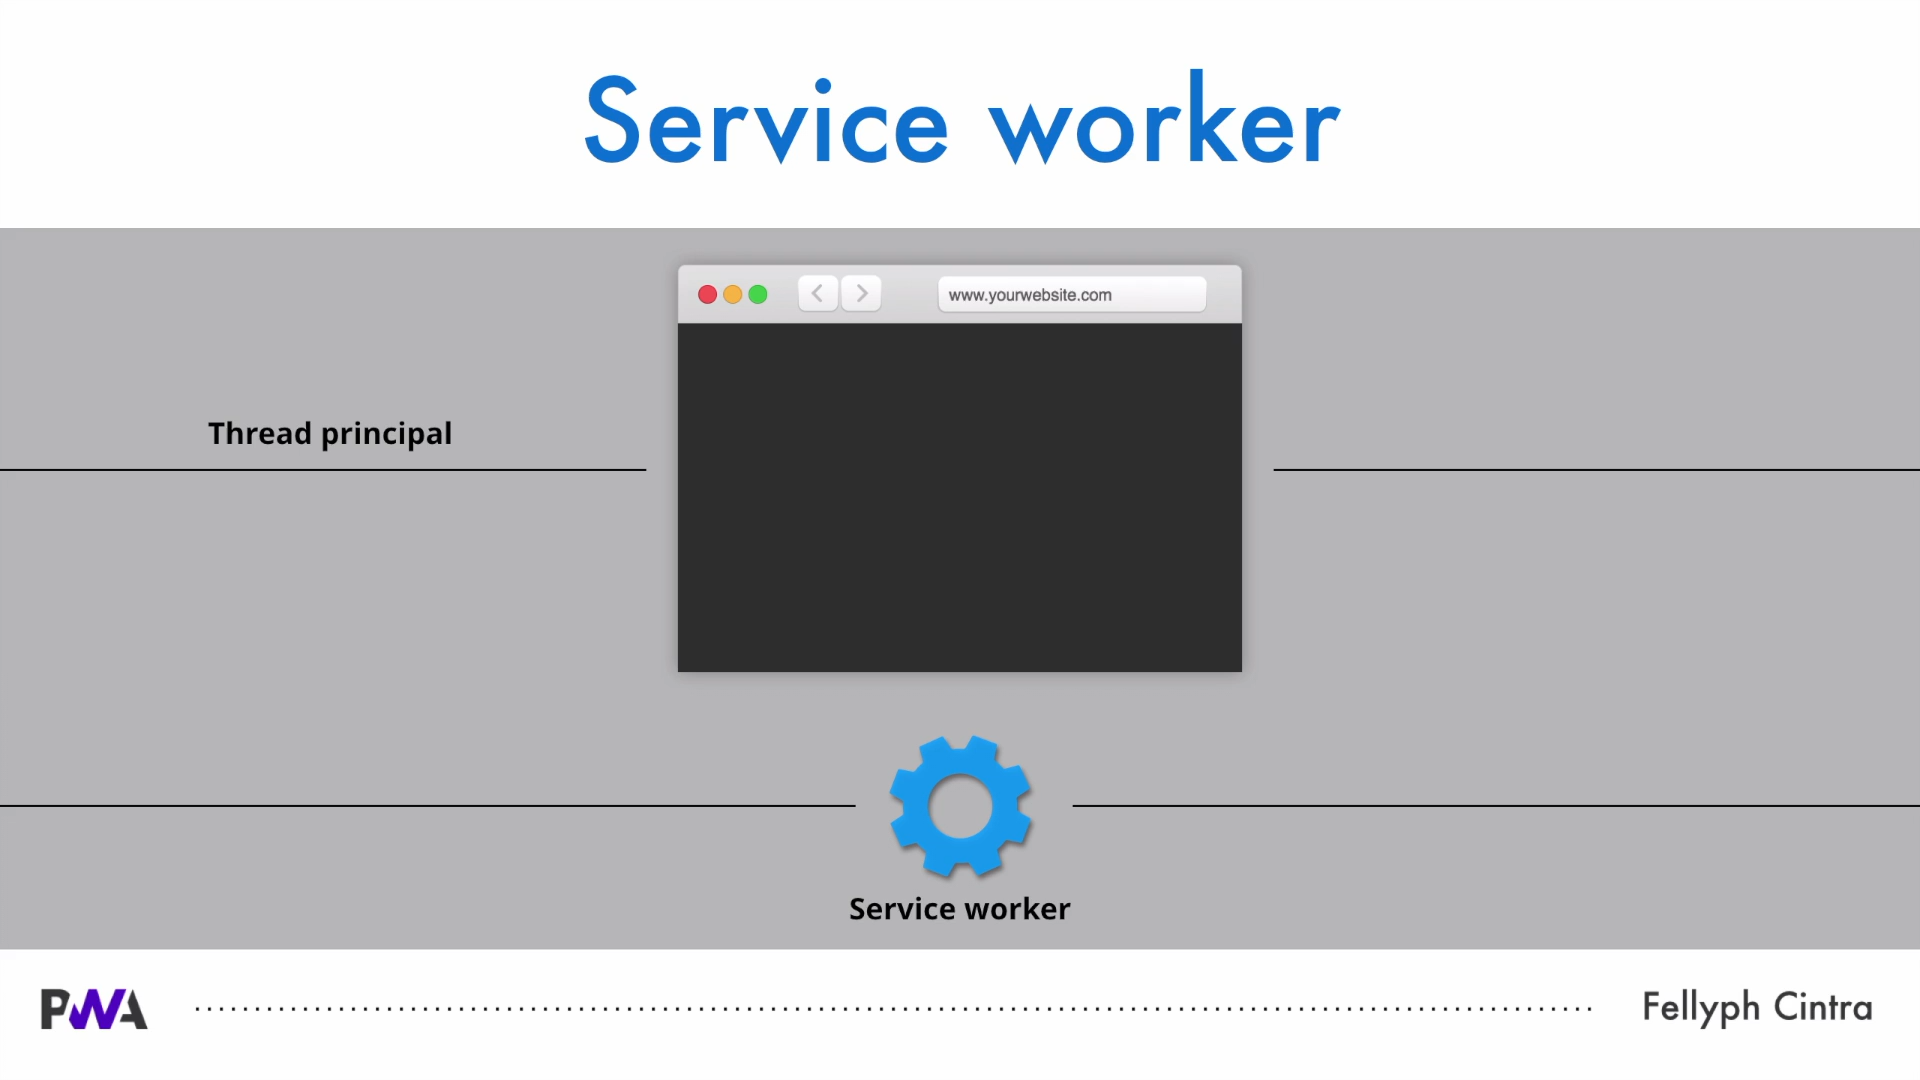 Service worker
www.yourwebsite.com
Thread principal
Service worker
PWA
Fellyph Cintra